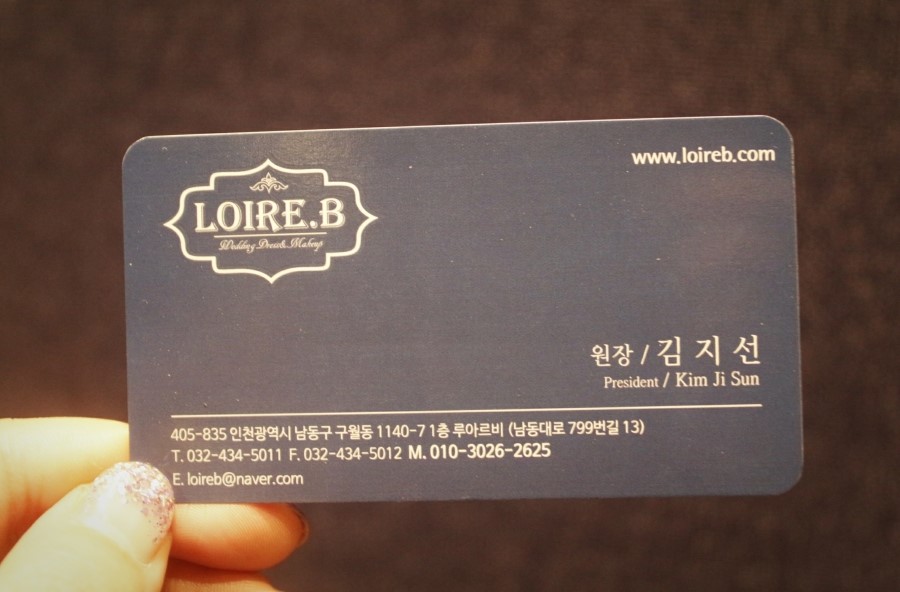 www.loireb.com
LOIRE.B
Wedding Dress & Makeup
원장 / 김 지 선
President / Kim Ji Sun
405-835 인천광역시 남동구 구월동 1140-7 1층 루아르비 (남동대로 799번길 13)
T. 032-434-5011 F. 032-434-5012 M. 010-3026-2625
E. loireb@naver.com